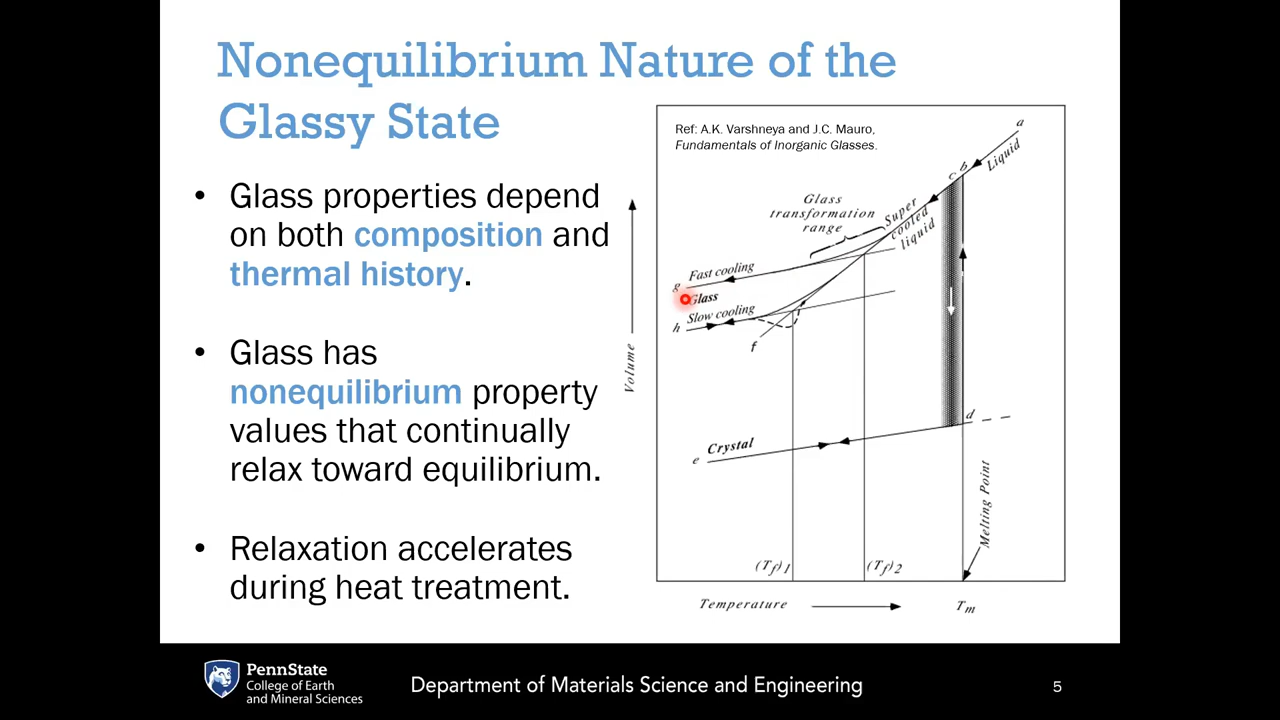 Nonequilibrium Nature of the
Glassy State
• Glass properties depend
on both composition and
thermal history.
• Glass has
nonequilibrium property
values that continually
relax toward equilibrium.
• Relaxation accelerates
during heat treatment.
Ref: A.K. Varshneya and J.C. Mauro,
Fundamentals of Inorganic Glasses.
a
Liquid
b
c
Glass
transformation
range
Super
cooled
liquid
Fast cooling
g
Glass
Slow cooling
h
f
Volume
d
Crystal
e
Melting Point
(Tf)1
(Tf)2
Temperature
Tm
PennState
College of Earth
and Mineral Sciences
Department of Materials Science and Engineering
5